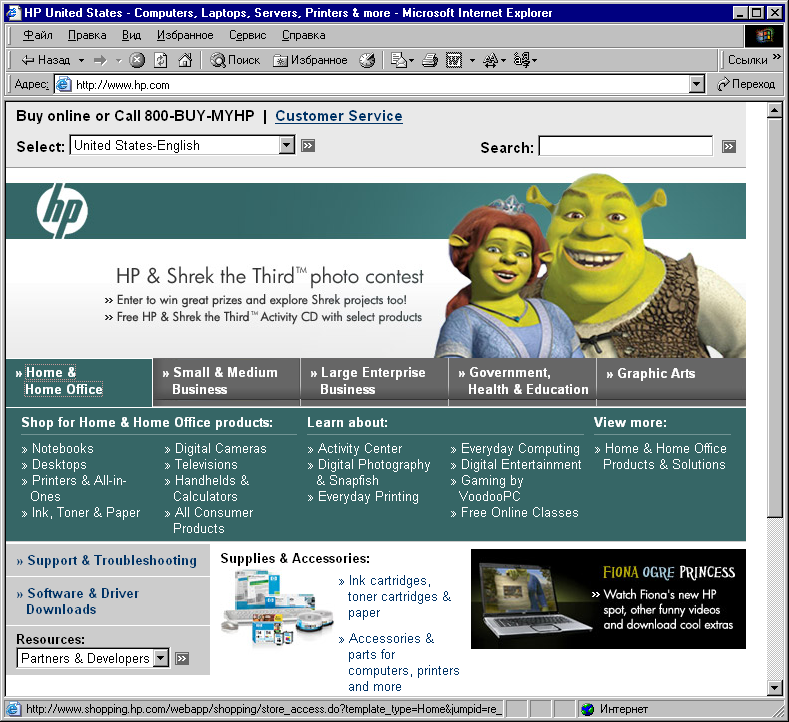 HP United States - Computers, Laptops, Servers, Printers & more - Microsoft Internet Explorer
Файл Правка Вид Избранное Сервис Справка
Назад Поиск Избранное Ссылки »
Адрес: http://www.hp.com Переход
Buy online or Call 800-BUY-MYHP | Customer Service
Select: United States-English »
Search: »
hp
HP & Shrek the Third™ photo contest
» Enter to win great prizes and explore Shrek projects too!
» Free HP & Shrek the Third™ Activity CD with select products
» Home &
Home Office
» Small & Medium
Business
» Large Enterprise
Business
» Government,
Health & Education
» Graphic Arts
Shop for Home & Home Office products:
» Notebooks
» Desktops
» Printers & All-in-
Ones
» Ink, Toner & Paper
» Digital Cameras
» Televisions
» Handhelds &
Calculators
» All Consumer
Products
Learn about:
» Activity Center
» Digital Photography
& Snapfish
» Everyday Printing
» Everyday Computing
» Digital Entertainment
» Gaming by
VoodooPC
» Free Online Classes
View more:
» Home & Home Office
Products & Solutions
» Support & Troubleshooting
» Software & Driver
Downloads
Resources:
Partners & Developers »
Supplies & Accessories:
» Ink cartridges,
toner cartridges &
paper
» Accessories &
parts for
computers, printers
and more
FIONA OGRE PRINCESS
» Watch Fiona's new HP
spot, other funny videos
and download cool extras
http://www.shopping.hp.com/webapp/shopping/store_access.do?template_type=Home&jumpid=re_ Интернет